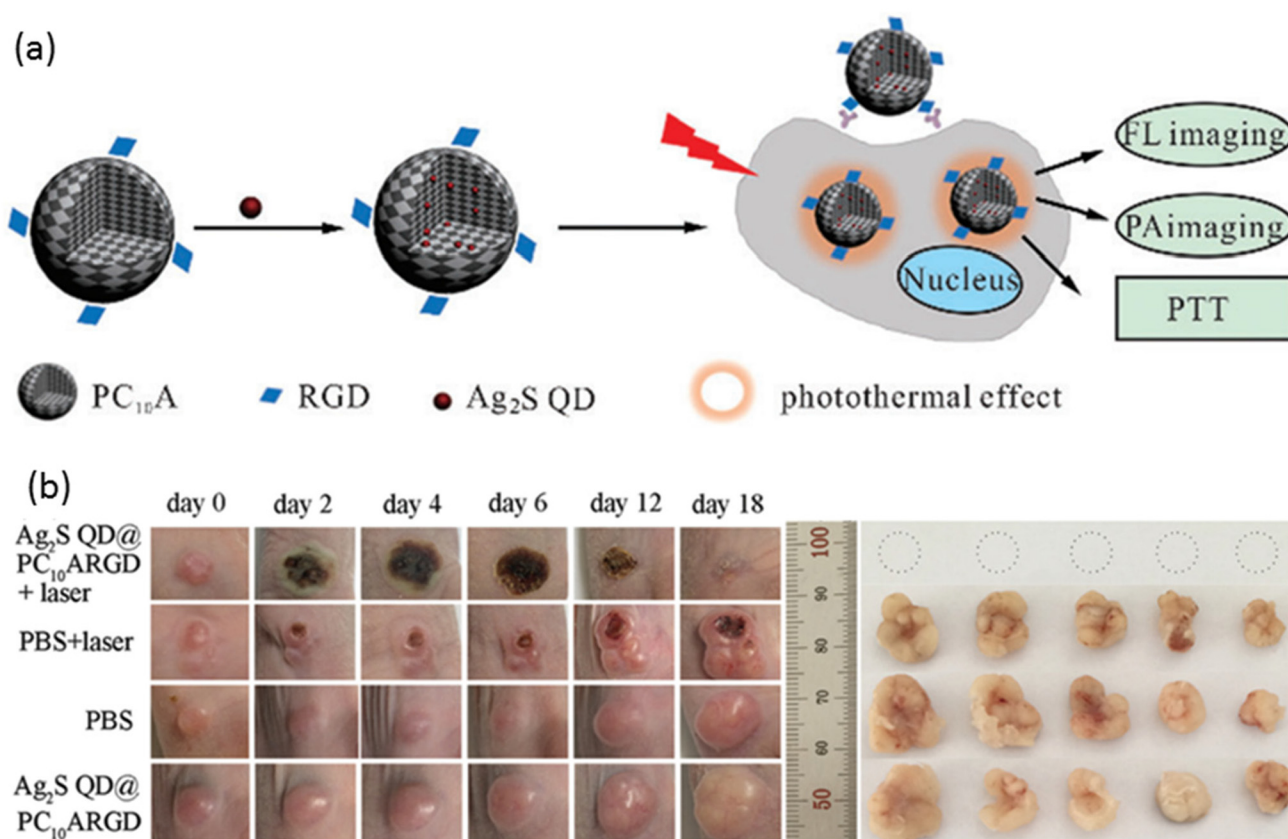 (a)
FL imaging
PA imaging
Nucleus
PTT
PC₁₀A
RGD
Ag₂S QD
photothermal effect
(b)
day 0 day 2 day 4 day 6 day 12 day 18
Ag₂S QD@
PC₁₀ARGD
+ laser
PBS+laser
PBS
Ag₂S QD@
PC₁₀ARGD
100
90
80
70
60
50